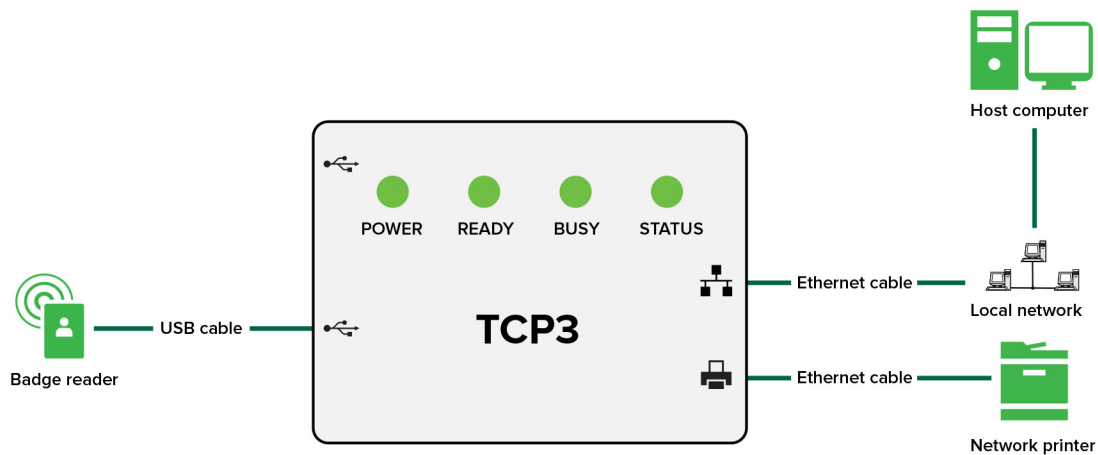 Host computer
POWER
READY
BUSY
STATUS
Ethernet cable
Local network
USB cable
TCP3
Badge reader
Ethernet cable
Network printer